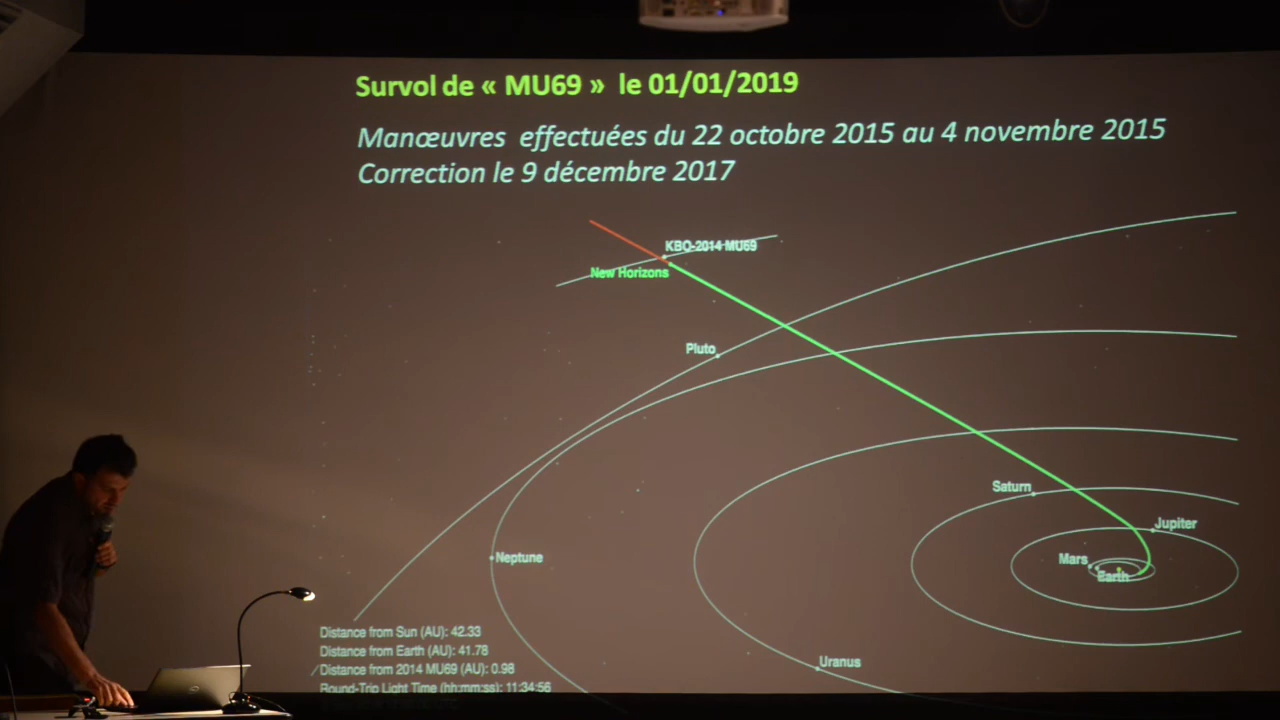 Survol de « MU69 » le 01/01/2019
Manœuvres effectuées du 22 octobre 2015 au 4 novembre 2015
Correction le 9 décembre 2017
KBO-2014 MU69
New Horizons
Pluto
Saturn
Jupiter
Mars
Earth
Neptune
Uranus
Distance from Sun (AU): 42.33
Distance from Earth (AU): 41.78
Distance from 2014 MU69 (AU): 0.98
Round-Trip Light Time (hh:mm:ss): 11:34:56